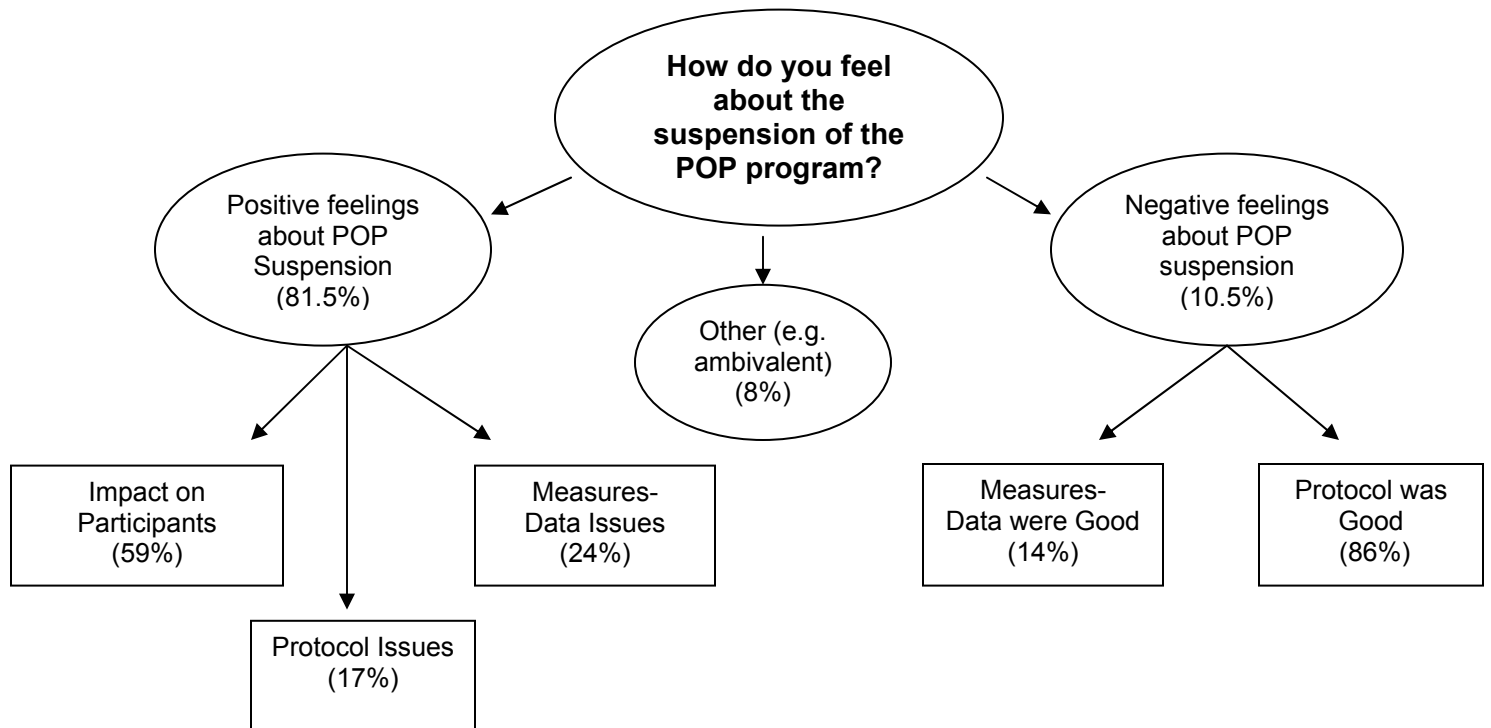 How do you feel
about the
suspension of the
POP program?
Positive feelings
about POP
Suspension
(81.5%)
Other (e.g.
ambivalent)
(8%)
Negative feelings
about POP
suspension
(10.5%)
Impact on
Participants
(59%)
Protocol Issues
(17%)
Measures-
Data Issues
(24%)
Measures-
Data were Good
(14%)
Protocol was
Good
(86%)